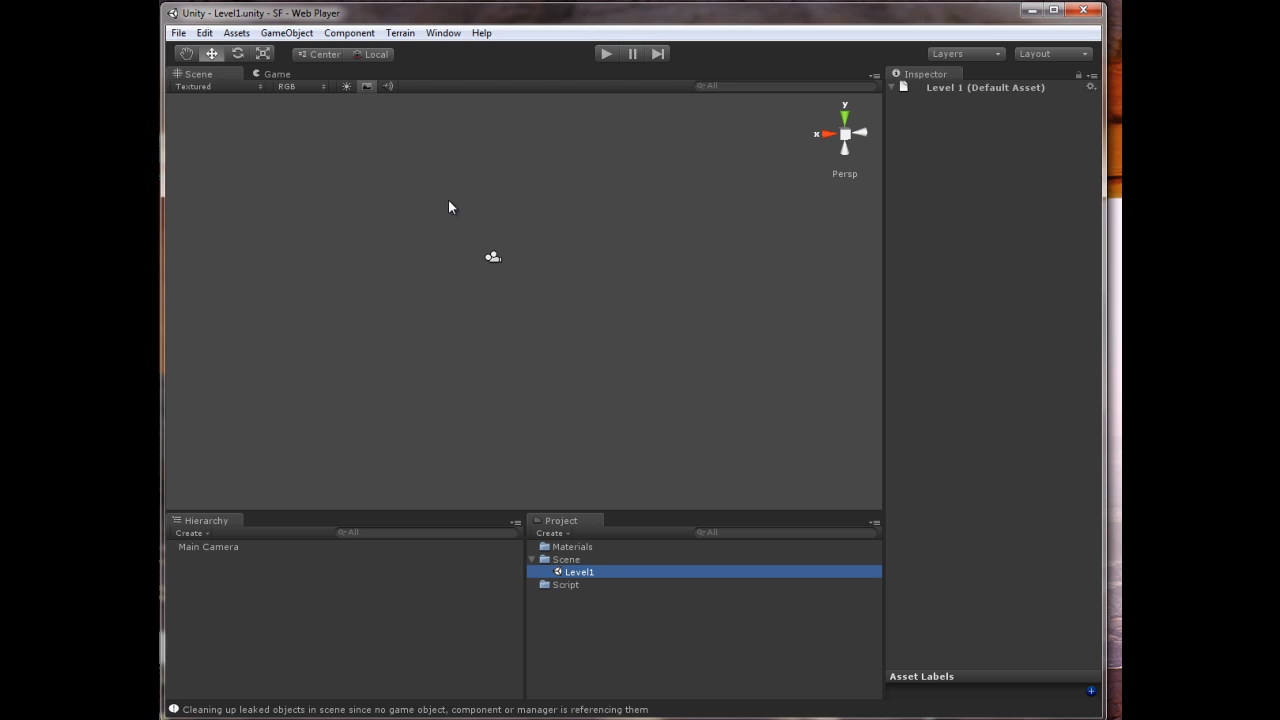 Unity - Level1.unity - SF - Web Player
File Edit Assets GameObject Component Terrain Window Help
Center Local Layers Layout
Scene Game Inspector
Textured RGB All
Level 1 (Default Asset)
y
x
Persp
Hierarchy Project
Create All Create All
Main Camera
Materials
Scene
Level1
Script
Asset Labels
Cleaning up leaked objects in scene since no game object, component or manager is referencing them